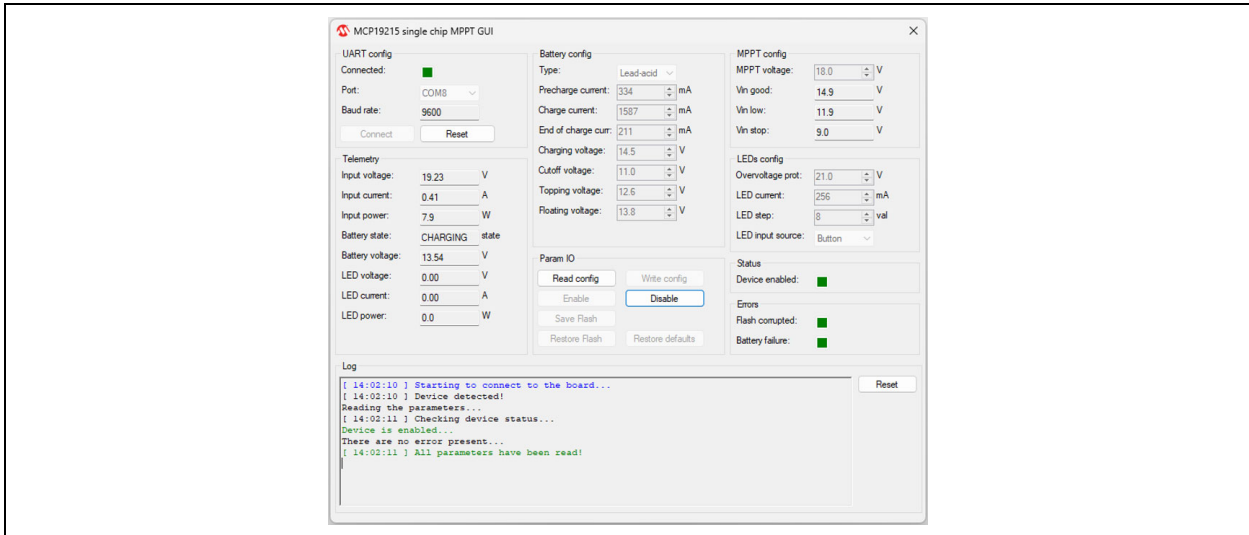 MCP19215 single chip MPPT GUI
UART config
Connected:
Port: COM8
Baud rate: 9600
Connect Reset
Telemetry
Input voltage: 19.23 V
Input current: 0.41 A
Input power: 7.9 W
Battery state: CHARGING state
Battery voltage: 13.54 V
LED voltage: 0.00 V
LED current: 0.00 A
LED power: 0.0 W
Battery config
Type: Lead-acid
Precharge current: 334 mA
Charge current: 1587 mA
End of charge curr: 211 mA
Charging voltage: 14.5 V
Cutoff voltage: 11.0 V
Topping voltage: 12.6 V
Floating voltage: 13.8 V
Param IO
Read config Write config
Enable Disable
Save Flash
Restore Flash Restore defaults
MPPT config
MPPT voltage: 18.0 V
Vin good: 14.9 V
Vin low: 11.9 V
Vin stop: 9.0 V
LEDs config
Overvoltage prot: 21.0 V
LED current: 256 mA
LED step: 8 val
LED input source: Button
Status
Device enabled:
Errors
Flash corrupted:
Battery failure:
Log
[ 14:02:10 ] Starting to connect to the board...
[ 14:02:10 ] Device detected!
Reading the parameters...
[ 14:02:11 ] Checking device status...
Device is enabled...
There are no error present...
[ 14:02:11 ] All parameters have been read!
Reset